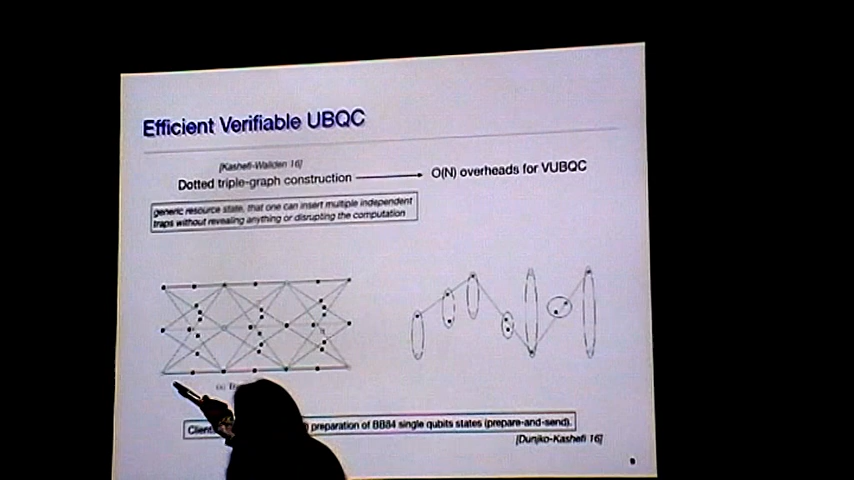 Efficient Verifiable UBQC
[Kashefi-Wallden 16]
Dotted triple-graph construction
O(N) overheads for VUBQC
generic resource state, that one can insert multiple independent
traps without revealing anything or disrupting the computation
(a)
Client
preparation of BB84 single qubits states (prepare-and-send).
[Dunjko-Kashefi 16]